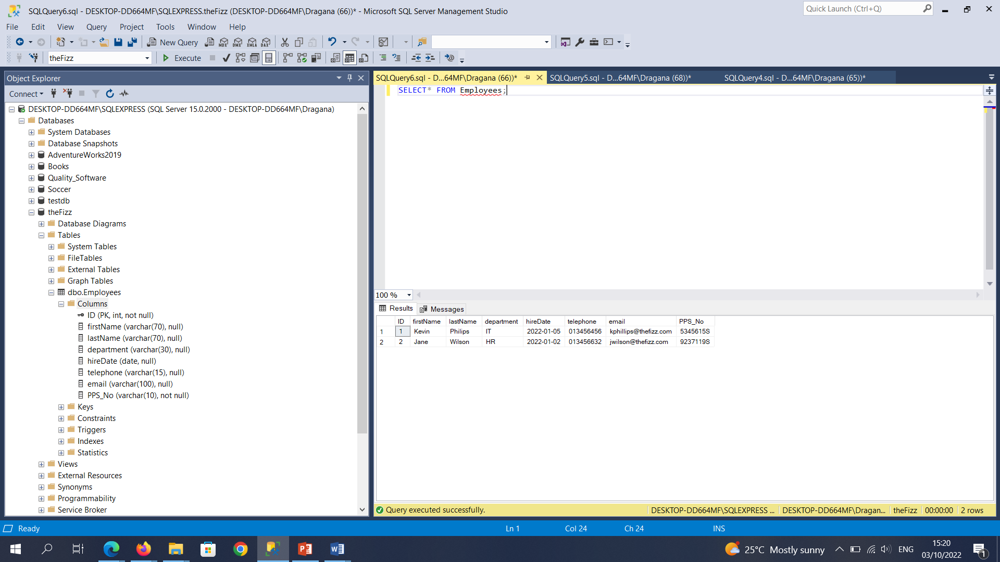 SQLQuery6.sql - DESKTOP-DD664MF\SQLEXPRESS.theFizz (DESKTOP-DD664MF\Dragana (66))* - Microsoft SQL Server Management Studio
Quick Launch (Ctrl+Q)
File Edit View Query Project Tools Window Help
New Query MDX DMX XMLA DAX
theFizz Execute
Object Explorer
Connect
DESKTOP-DD664MF\SQLEXPRESS (SQL Server 15.0.2000 - DESKTOP-DD664MF\Dragana)
Databases
System Databases
Database Snapshots
AdventureWorks2019
Books
Quality_Software
Soccer
testdb
theFizz
Database Diagrams
Tables
System Tables
FileTables
External Tables
Graph Tables
dbo.Employees
Columns
ID (PK, int, not null)
firstName (varchar(70), null)
lastName (varchar(70), null)
department (varchar(30), null)
hireDate (date, null)
telephone (varchar(15), null)
email (varchar(100), null)
PPS_No (varchar(10), not null)
Keys
Constraints
Triggers
Indexes
Statistics
Views
External Resources
Synonyms
Programmability
Service Broker
SQLQuery6.sql - D...64MF\Dragana (66))* SQLQuery5.sql - D...64MF\Dragana (68))* SQLQuery4.sql - D...64MF\Dragana (65))*
SELECT* FROM Employees;
100 %
Results Messages
ID firstName lastName department hireDate telephone email PPS_No
1 1 Kevin Philips IT 2022-01-05 013456456 kphillips@thefizz.com 5345615S
2 2 Jane Wilson HR 2022-01-02 013456632 jwilson@thefizz.com 9237119S
Query executed successfully. DESKTOP-DD664MF\SQLEXPRESS ... DESKTOP-DD664MF\Dragan... theFizz 00:00:00 2 rows
Ready Ln 1 Col 24 Ch 24 INS
25°C Mostly sunny ENG 15:20
03/10/2022 1